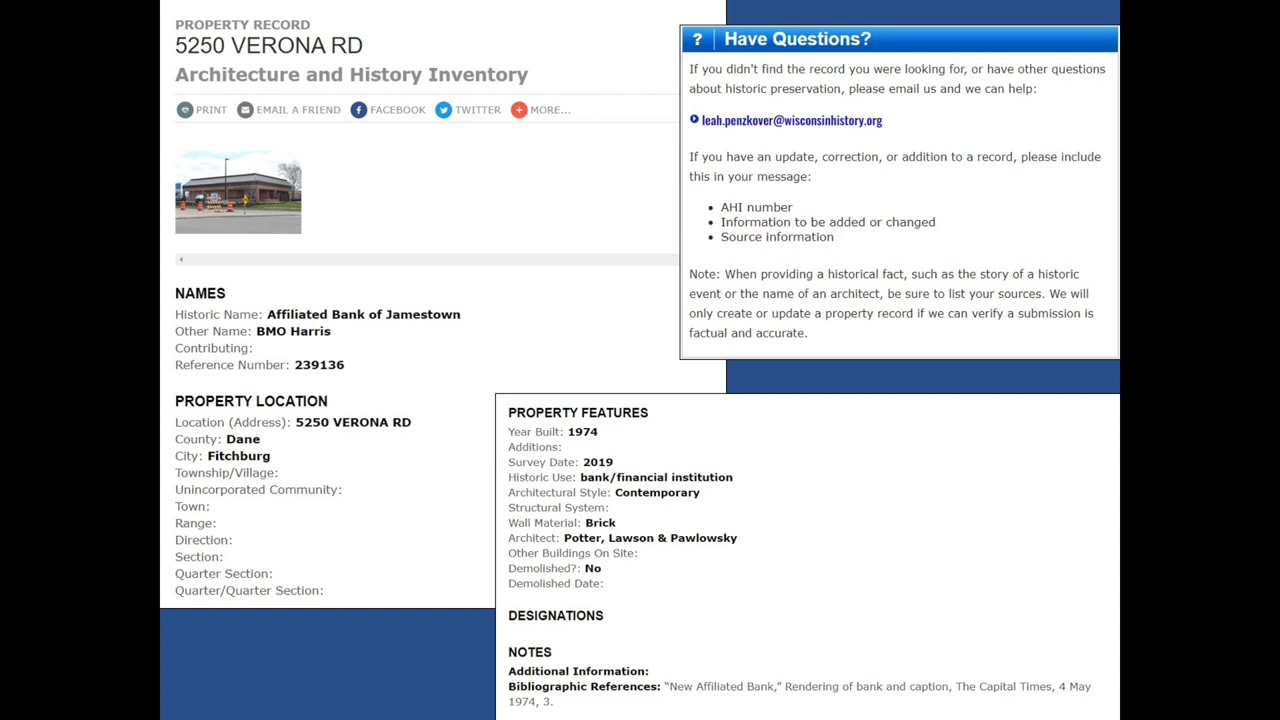 PROPERTY RECORD
5250 VERONA RD
Architecture and History Inventory
PRINT EMAIL A FRIEND FACEBOOK TWITTER MORE...
NAMES
Historic Name: Affiliated Bank of Jamestown
Other Name: BMO Harris
Contributing:
Reference Number: 239136
PROPERTY LOCATION
Location (Address): 5250 VERONA RD
County: Dane
City: Fitchburg
Township/Village:
Unincorporated Community:
Town:
Range:
Direction:
Section:
Quarter Section:
Quarter/Quarter Section:
? Have Questions?
If you didn't find the record you were looking for, or have other questions
about historic preservation, please email us and we can help:
leah.penzkover@wisconsinhistory.org
If you have an update, correction, or addition to a record, please include
this in your message:
• AHI number
• Information to be added or changed
• Source information
Note: When providing a historical fact, such as the story of a historic
event or the name of an architect, be sure to list your sources. We will
only create or update a property record if we can verify a submission is
factual and accurate.
PROPERTY FEATURES
Year Built: 1974
Additions:
Survey Date: 2019
Historic Use: bank/financial institution
Architectural Style: Contemporary
Structural System:
Wall Material: Brick
Architect: Potter, Lawson & Pawlowsky
Other Buildings On Site:
Demolished?: No
Demolished Date:
DESIGNATIONS
NOTES
Additional Information:
Bibliographic References: “New Affiliated Bank,” Rendering of bank and caption, The Capital Times, 4 May
1974, 3.